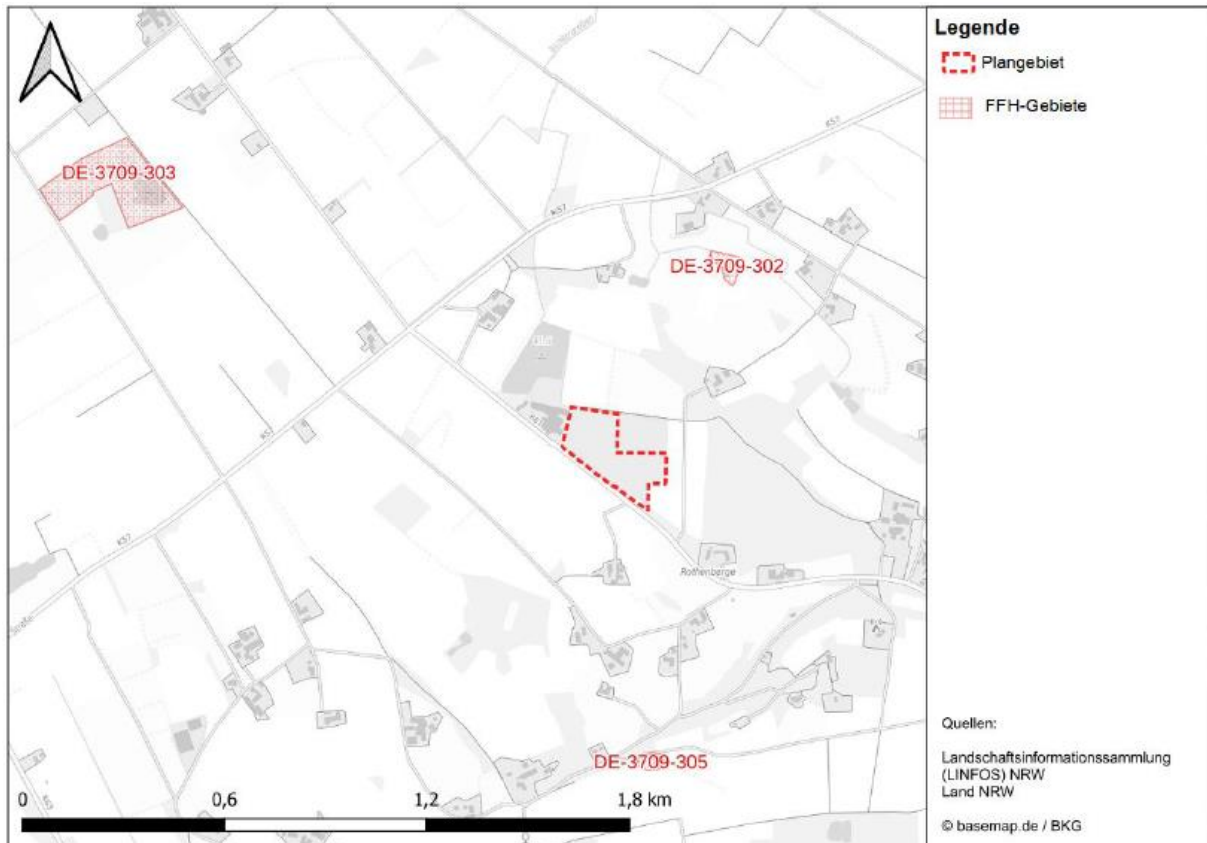 Legende
Plangebiet
FFH-Gebiete
DE-3709-303
K57
K57
DE-3709-302
K57
K57
Rothenberge
DE-3709-305
0 0,6 1,2 1,8 km
Quellen:
Landschaftsinformationssammlung
(LINFOS) NRW
Land NRW
© basemap.de / BKG